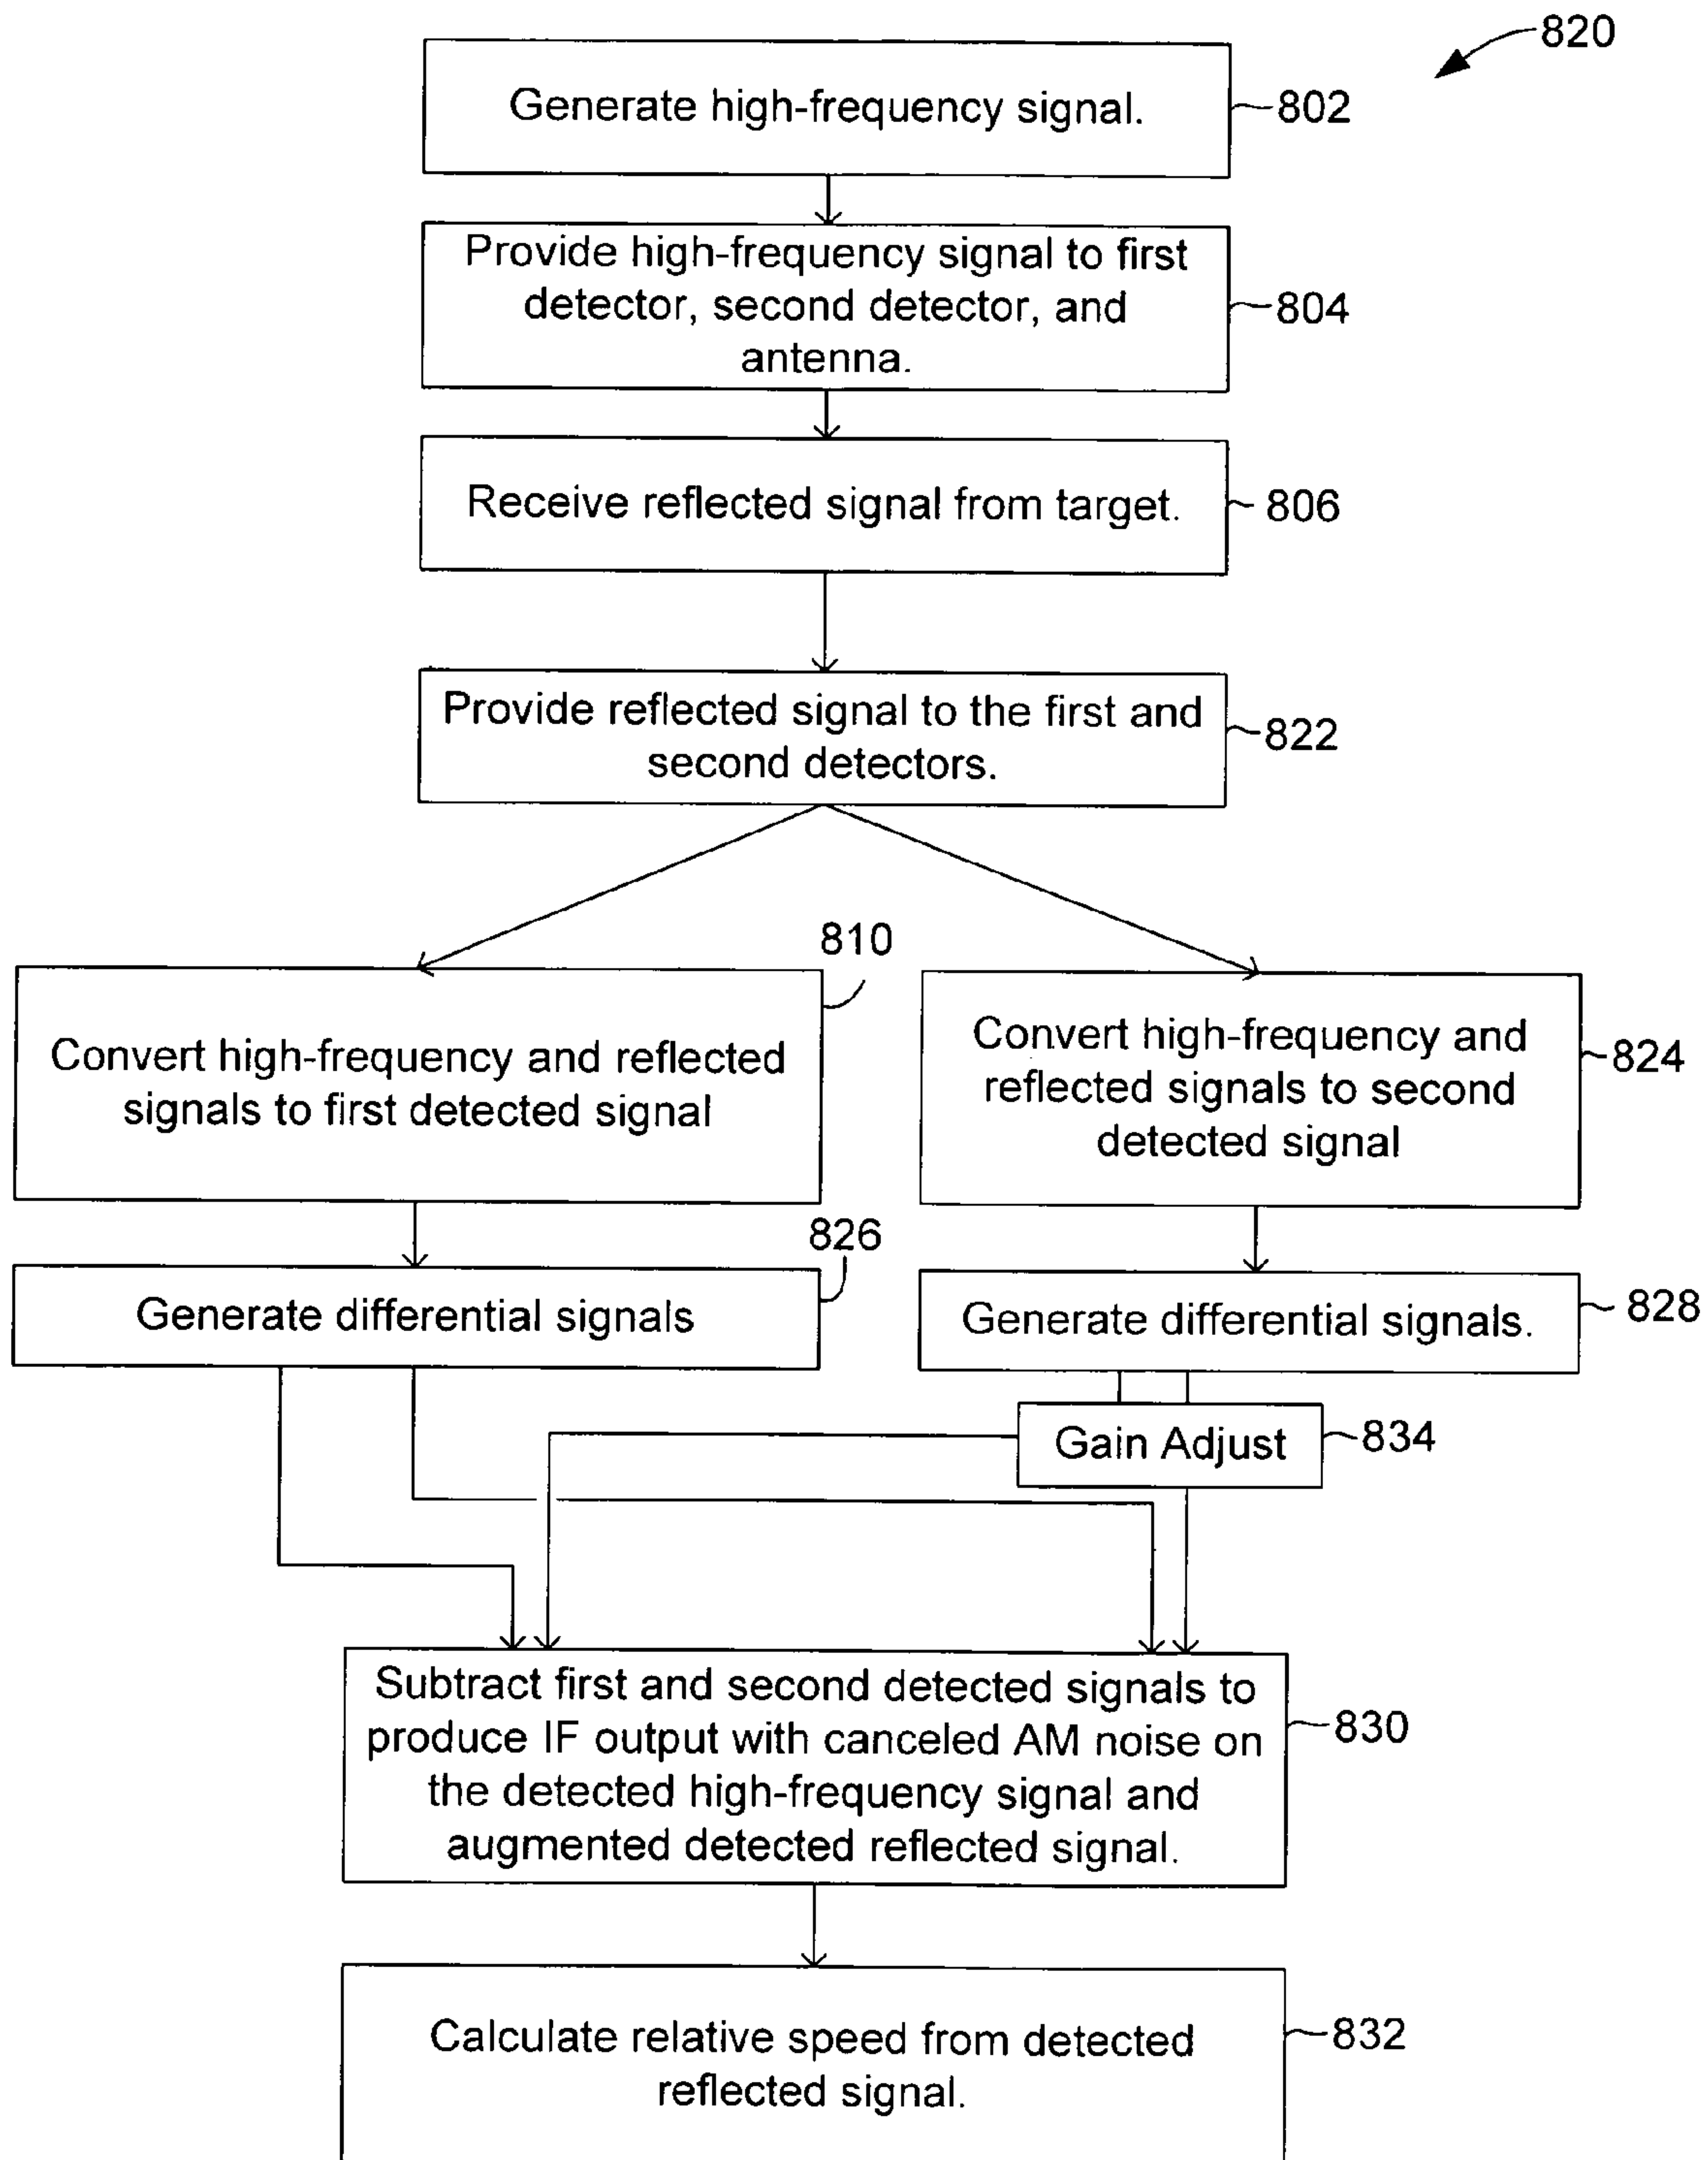 820
Generate high-frequency signal.
802
Provide high-frequency signal to first
detector, second detector, and
antenna.
804
Receive reflected signal from target.
806
Provide reflected signal to the first and
second detectors.
822
810
Convert high-frequency and reflected
signals to first detected signal
Convert high-frequency and
reflected signals to second
detected signal
824
826
Generate differential signals
Generate differential signals.
828
Gain Adjust
834
Subtract first and second detected signals to
produce IF output with canceled AM noise on
the detected high-frequency signal and
augmented detected reflected signal.
830
Calculate relative speed from detected
reflected signal.
832